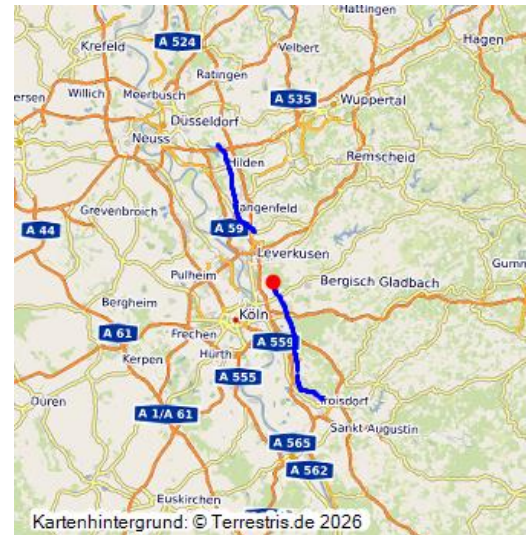 Hattingen
Krefeld
A 524
Velbert
Hagen
Ratingen
Willich
Meerbusch
A 535
Wuppertal
ersen
Düsseldorf
Neuss
Hilden
Remscheid
Grevenbroich
angenfeld
A 44
A 59
Leverkusen
Pulheim
Bergisch Gladbach
Gumm
Bergheim
Köln
A 61
Frechen
A 559
Kerpen
Hürth
A 555
Düren
Troisdorf
A 1/A 61
Sankt Augustin
A 565
A 562
Euskirchen
Kartenhintergrund: © Terrestris.de 2026